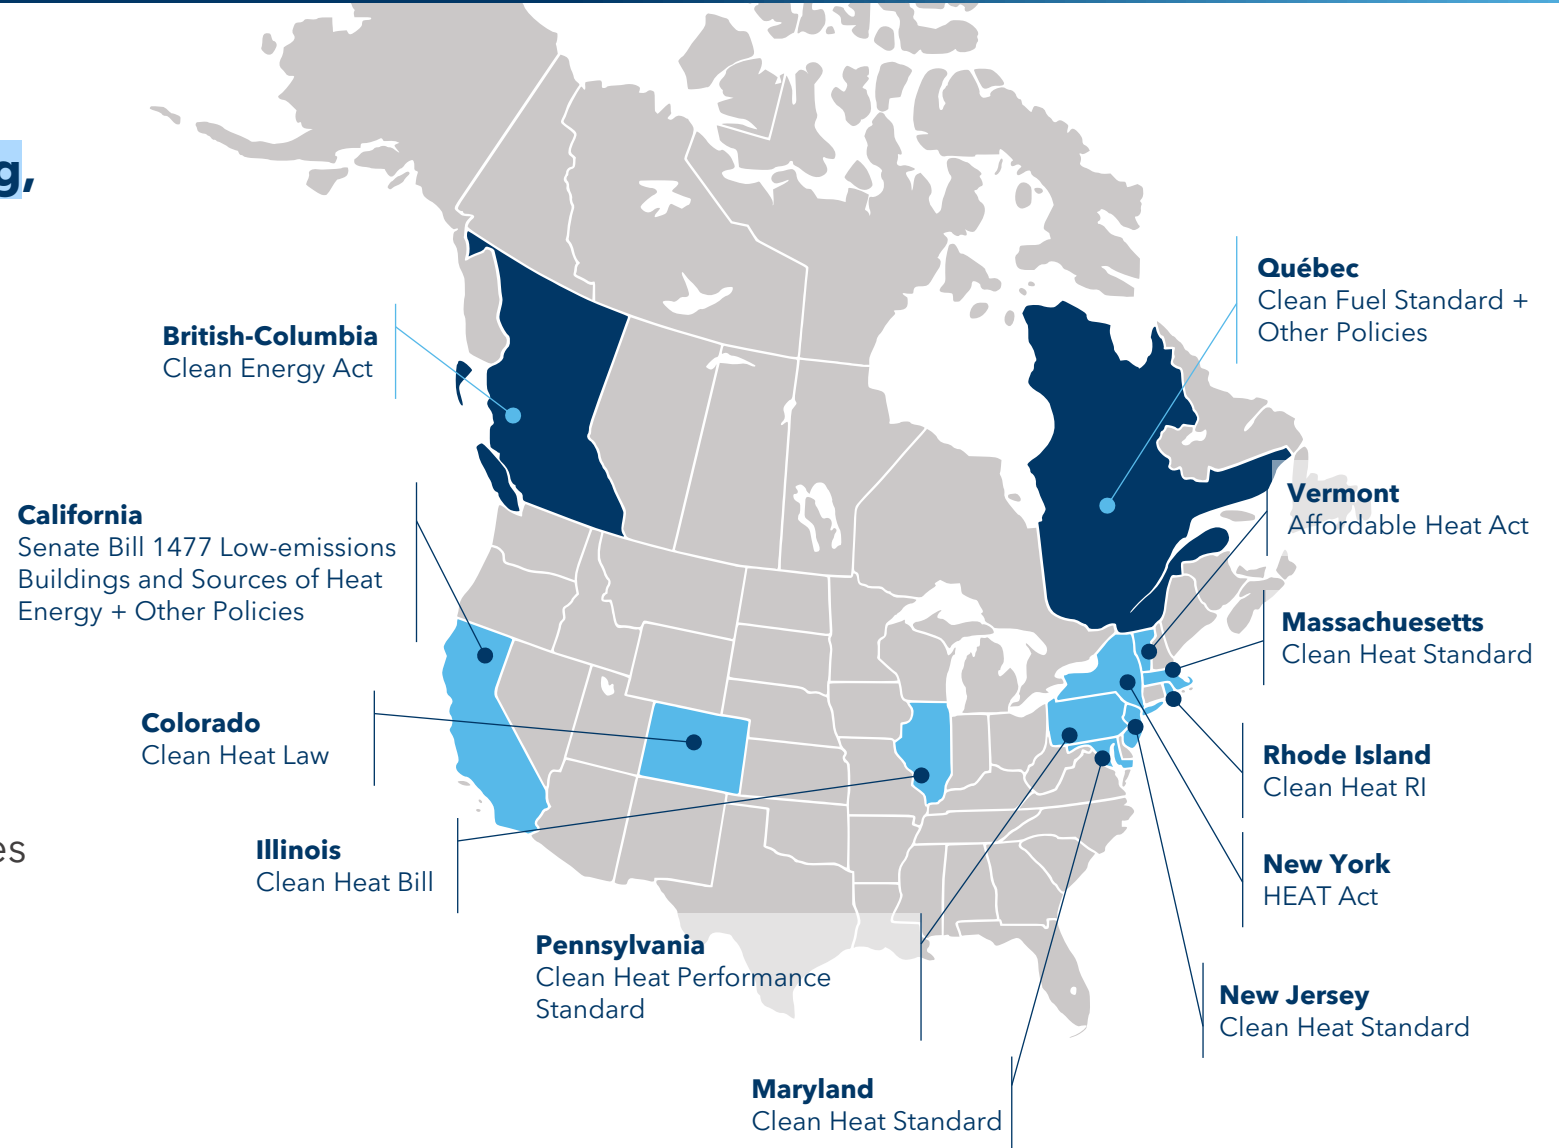 g,
British-Columbia
Clean Energy Act
Québec
Clean Fuel Standard +
Other Policies
California
Senate Bill 1477 Low-emissions
Buildings and Sources of Heat
Energy + Other Policies
Vermont
Affordable Heat Act
Massachuesetts
Clean Heat Standard
Colorado
Clean Heat Law
Rhode Island
Clean Heat RI
es
Illinois
Clean Heat Bill
New York
HEAT Act
Pennsylvania
Clean Heat Performance
Standard
New Jersey
Clean Heat Standard
Maryland
Clean Heat Standard